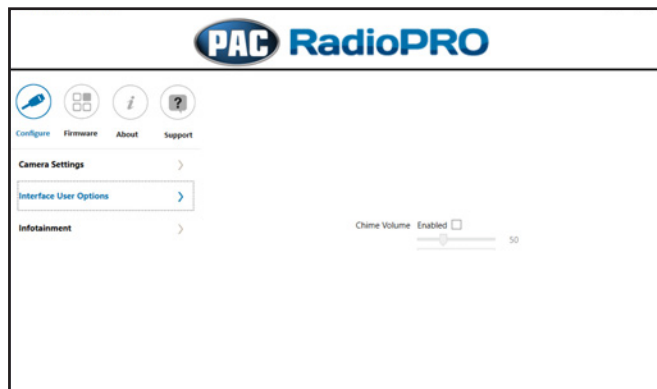 PAC RadioPRO
i
?
Configure Firmware About Support
Camera Settings
Interface User Options
Infotainment
Chime Volume Enabled
50